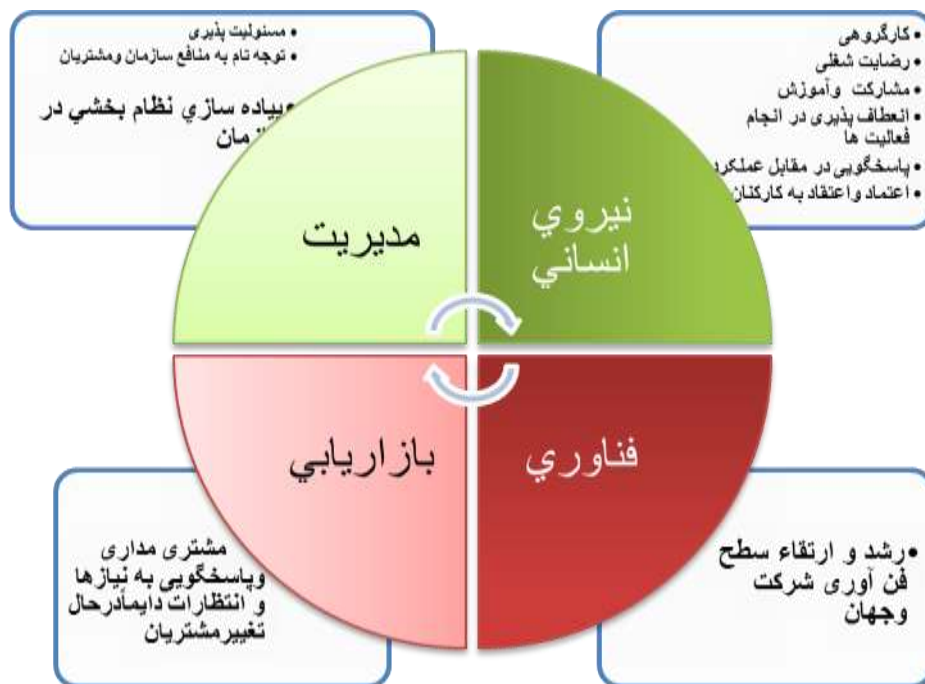 • کارگروهی
• رضایت شغلی
• مشارکت وآموزش
• انعطاف پذیری در انجام
فعالیت ها
• پاسخگویی در مقابل عملکرد
• اعتماد واعتقاد به کارکنان
• مسئولیت پذیری
• توجه تام به منافع سازمان ومشتریان
• پیاده سازي نظام بخشي در
نيروي
انساني
مديريت
فناوري
بازاريابي
• رشد و ارتقاء سطح
فن آوری شرکت
وجهان
مشتری مداری
وپاسخگویی به نیازها
و انتظارات دایماًدرحال
تغییرمشتریان